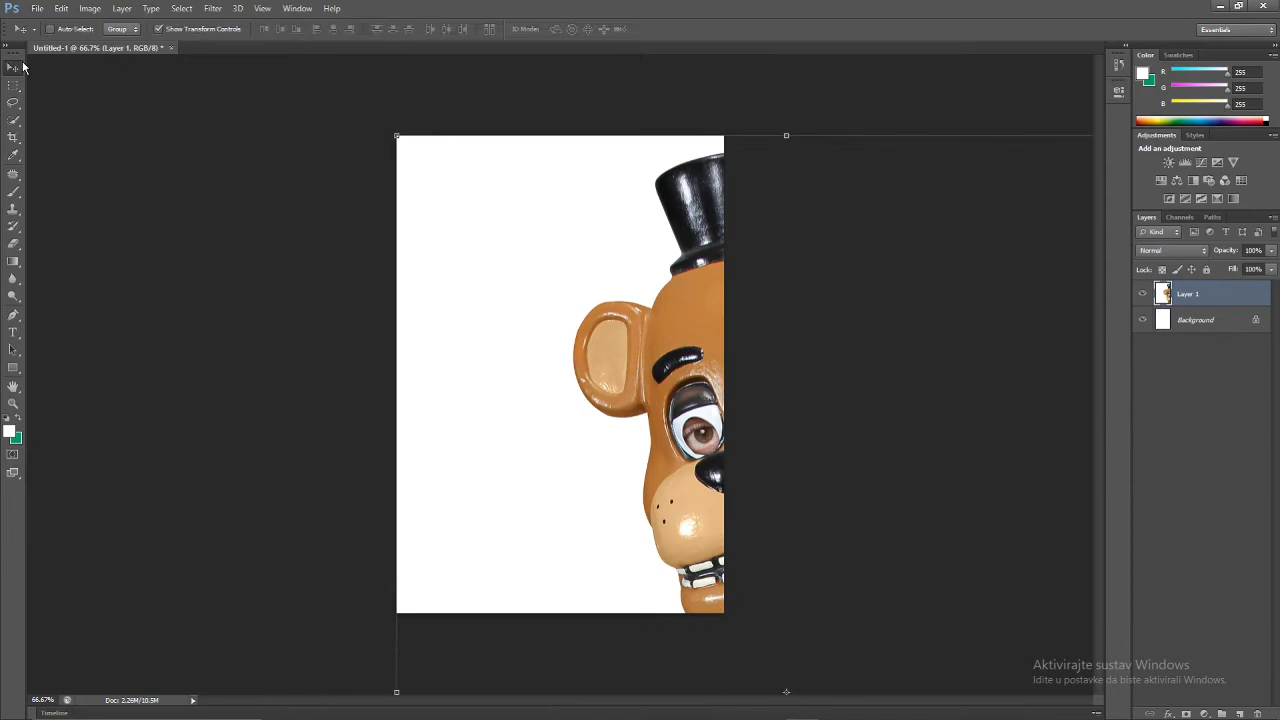 Ps File Edit Image Layer Type Select Filter 3D View Window Help
Auto-Select: Group Show Transform Controls 3D Modes: Essentials
Untitled-1 @ 66.7% (Layer 1, RGB/8) * ×
Color Swatches
R 255
G 255
B 255
Adjustments Styles
Add an adjustment
Layers Channels Paths
Kind
Normal Opacity: 100%
Lock: Fill: 100%
Layer 1
Background
Aktivirajte sustav Windows
Idite u postavke da biste aktivirali Windows.
66.67% Doc: 2.26M/10.5M
Timeline